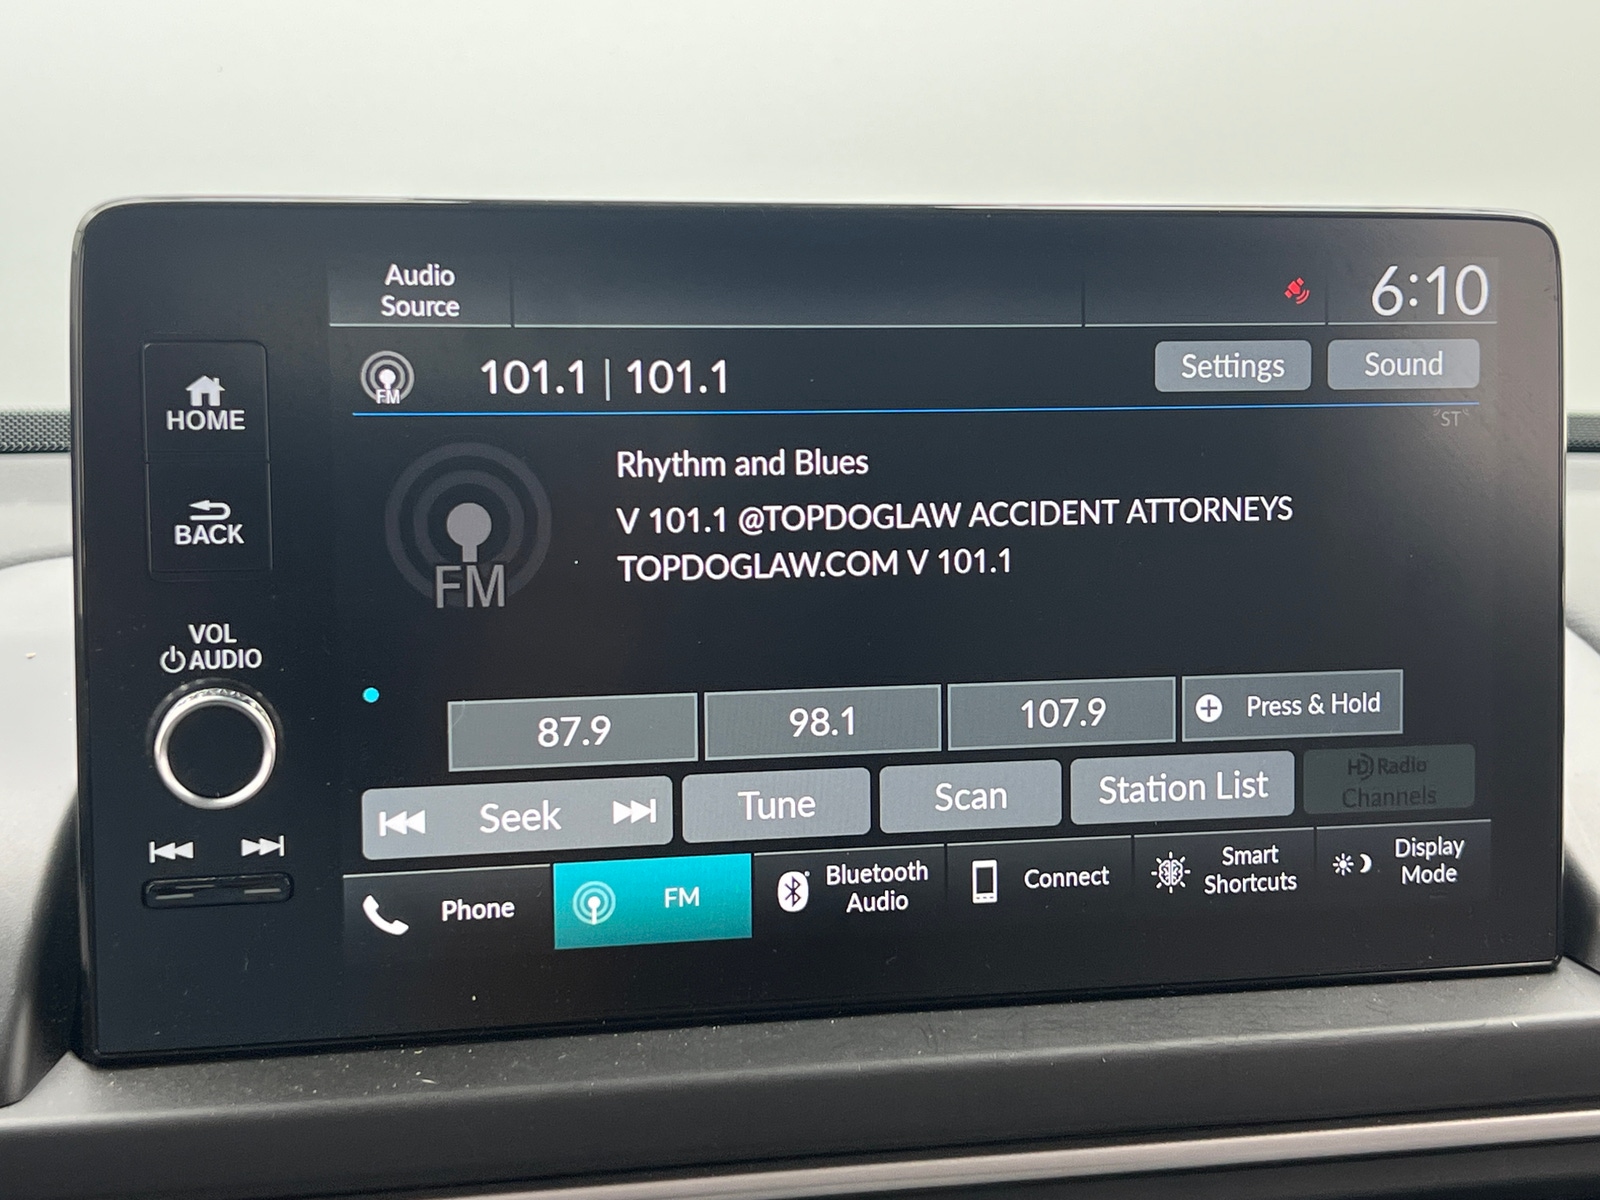 Audio
Source
6:10
FM
101.1 | 101.1
Settings
Sound
"ST"
HOME
BACK
Rhythm and Blues
V 101.1 @TOPDOGLAW ACCIDENT ATTORNEYS
TOPDOGLAW.COM V 101.1
FM
VOL
AUDIO
87.9
98.1
107.9
Press & Hold
Seek
Tune
Scan
Station List
HD Radio
Channels
Phone
FM
Bluetooth
Audio
Connect
Smart
Shortcuts
Display
Mode